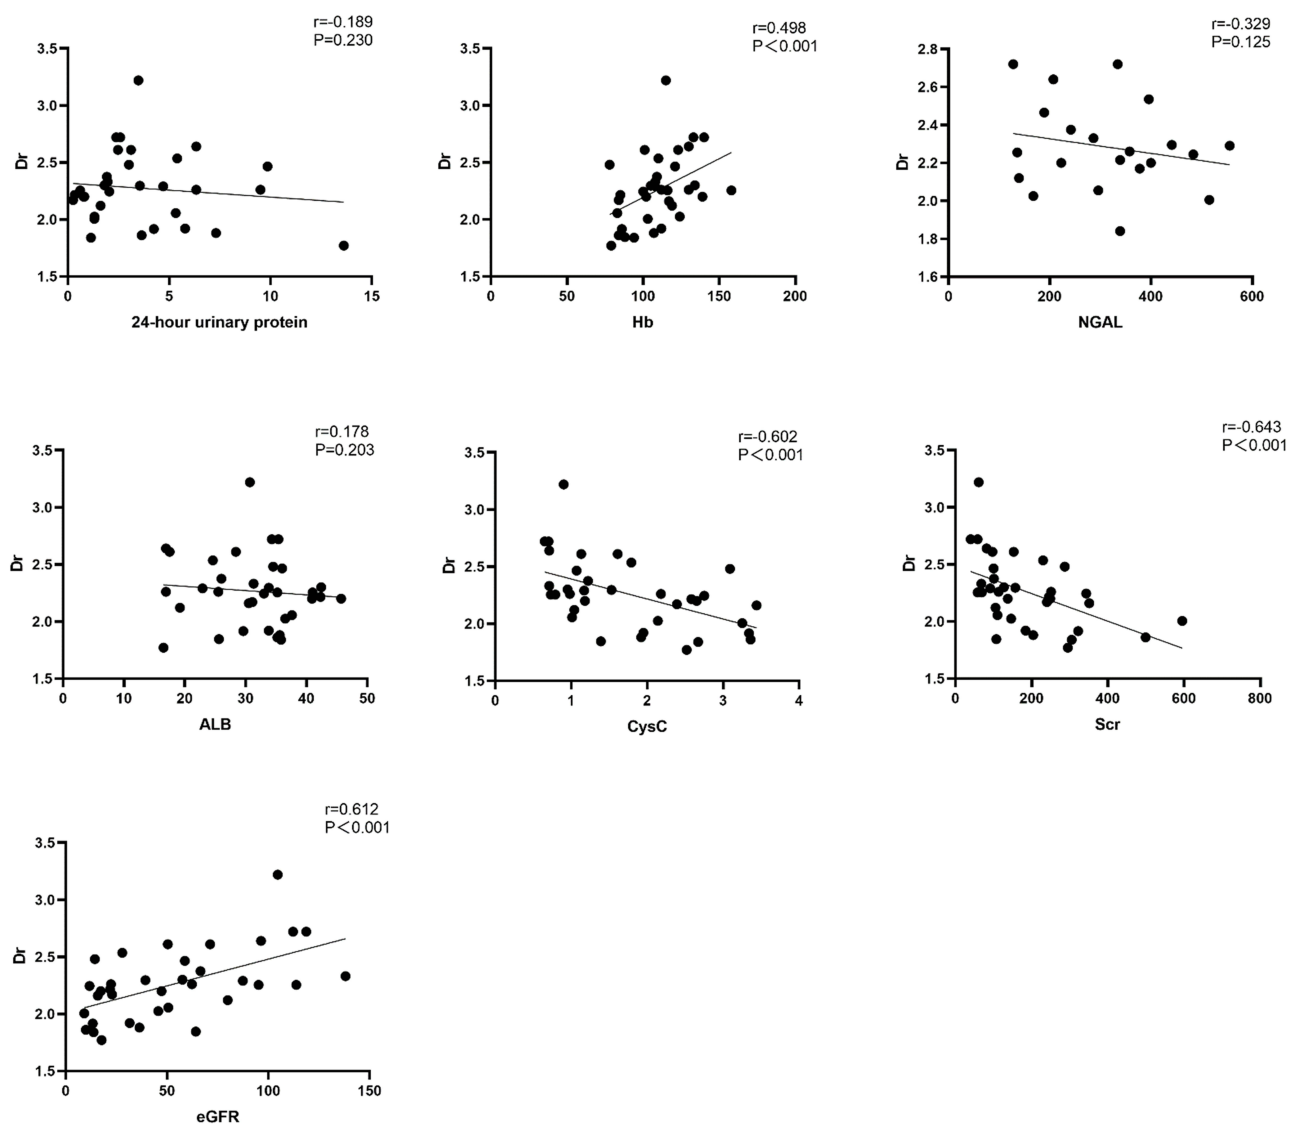 r=-0.189
P=0.230
3.5
3.0
2.5
2.0
1.5
Dr
0 5 10 15
24-hour urinary protein
r=0.498
P<0.001
3.5
3.0
2.5
2.0
1.5
Dr
0 50 100 150 200
Hb
r=-0.329
P=0.125
2.8
2.6
2.4
2.2
2.0
1.8
1.6
Dr
0 200 400 600
NGAL
r=0.178
P=0.203
3.5
3.0
2.5
2.0
1.5
Dr
0 10 20 30 40 50
ALB
r=-0.602
P<0.001
3.5
3.0
2.5
2.0
1.5
Dr
0 1 2 3 4
CysC
r=-0.643
P<0.001
3.5
3.0
2.5
2.0
1.5
Dr
0 200 400 600 800
Scr
r=0.612
P<0.001
3.5
3.0
2.5
2.0
1.5
Dr
0 50 100 150
eGFR